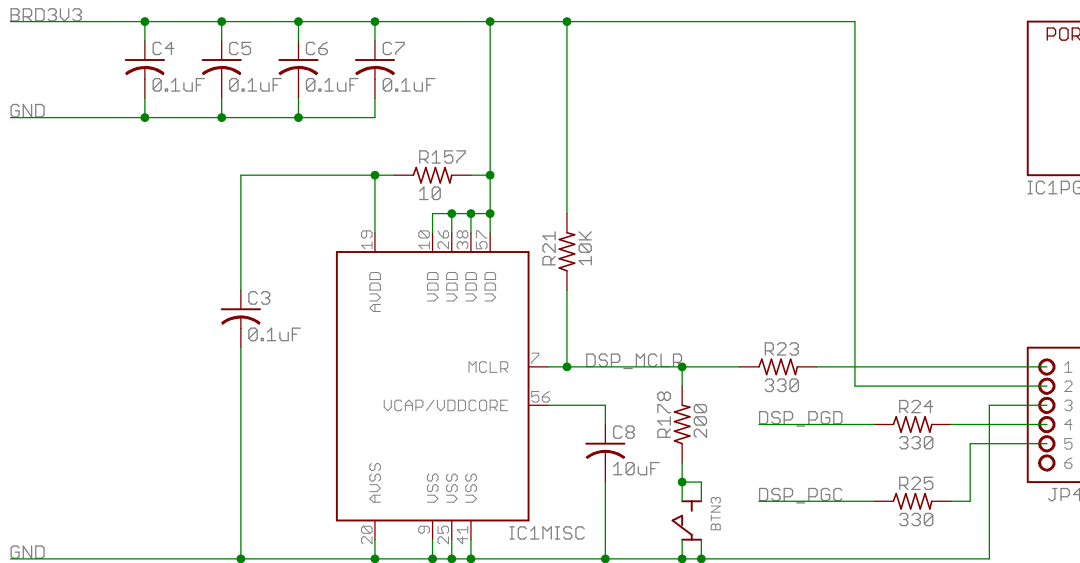 BRD3V3
POR
C4 C5 C6 C7
0.1uF 0.1uF 0.1uF 0.1uF
GND
R157
10
IC1PG
19 10 26 38 57
R21
10K
AVDD VDD VDD VDD VDD
C3
0.1uF
MCLR 7 DSP_MCLR
R23
330
1
2
VCAP/VDDCORE 56
3
R178
200
DSP_PGD
R24
330
4
C8
10uF
5
6
AVSS VSS VSS VSS
DSP_PGC
R25
330
JP4
BTN3
20 9 25 41
IC1MISC
GND